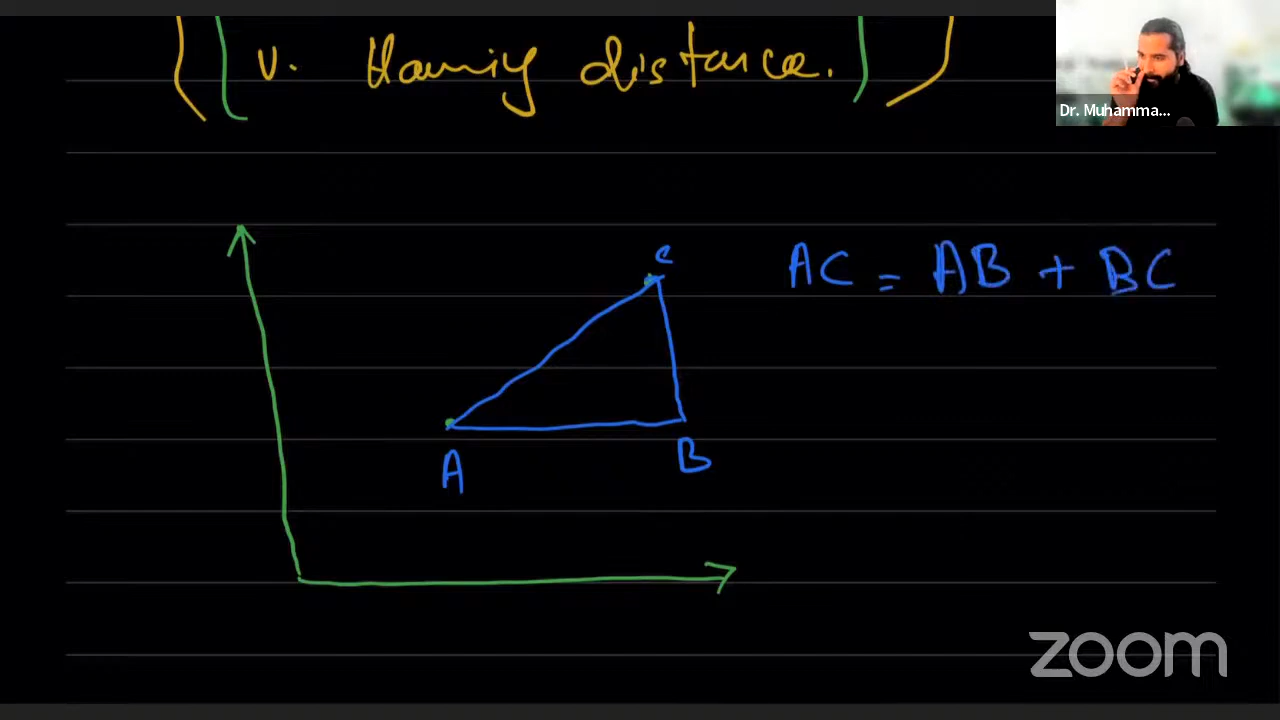 v. Hamming distance.
Dr. Muhamma...
C
AC = AB + BC
A
B
zoom